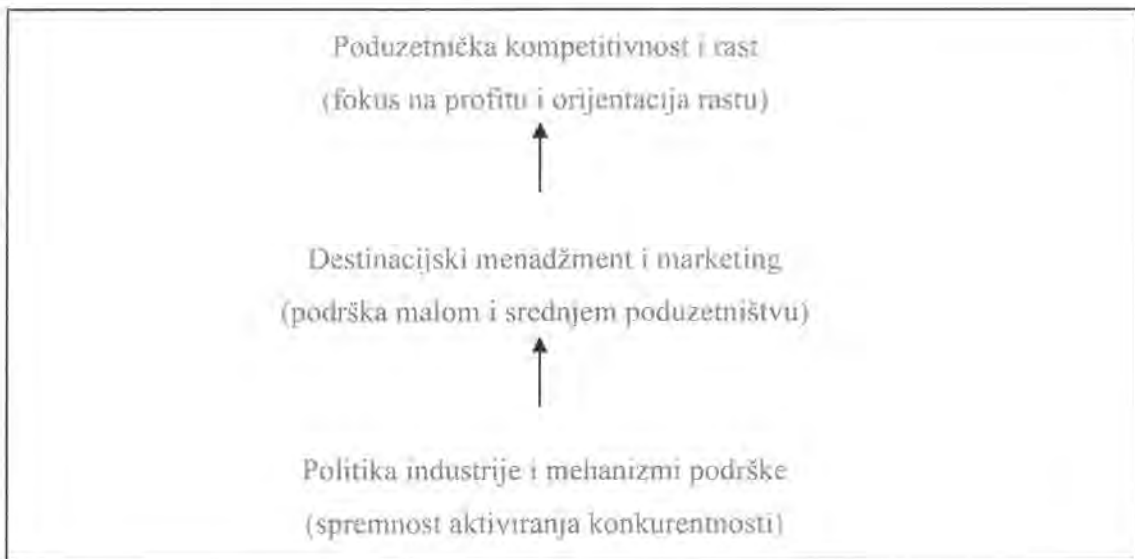 Poduzetnička kompetitivnost i rast
(fokus na profitu i orijentacija rastu)
Destinacijski menadžment i marketing
(podrška malom i srednjem poduzetništvu)
Politika industrije i mehanizmi podrške
(spremnost aktiviranja konkurentnosti)